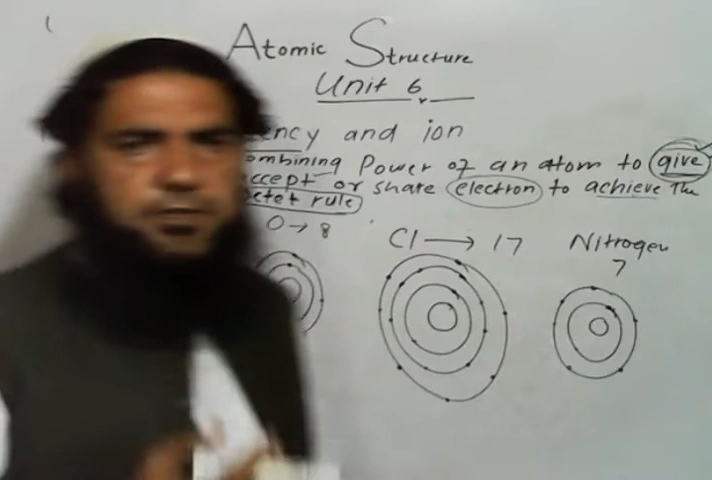 Atomic Structure
Unit 6
ency and ion
ombining Power of an atom to give
ccept or share electron to achieve The
octet rule
O → 8 Cl → 17 Nitrogen
7